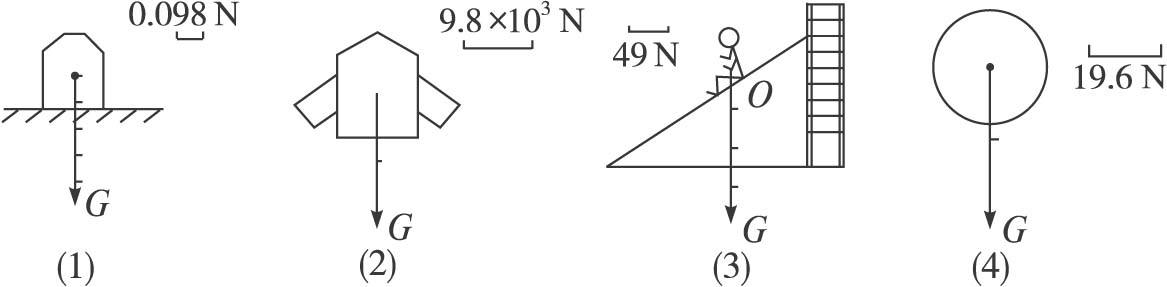 0.098 N
G
(1)
9.8 ×10³ N
G
(2)
49 N
O
G
(3)
19.6 N
G
(4)